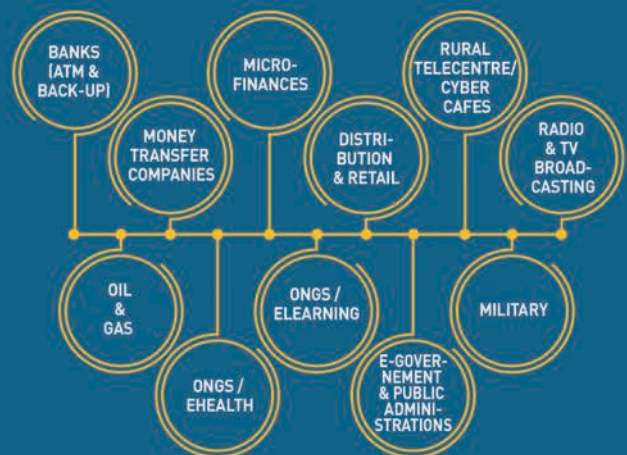 BANKS
(ATM &
BACK-UP)
MONEY
TRANSFER
COMPANIES
MICRO-
FINANCES
DISTRI-
BUTION
& RETAIL
RURAL
TELECENTRE/
CYBER
CAFES
RADIO
& TV
BROAD-
CASTING
OIL
&
GAS
ONGS /
EHEALTH
ONGS /
ELEARNING
E-GOVER-
NEMENT
& PUBLIC
ADMINI-
STRATIONS
MILITARY